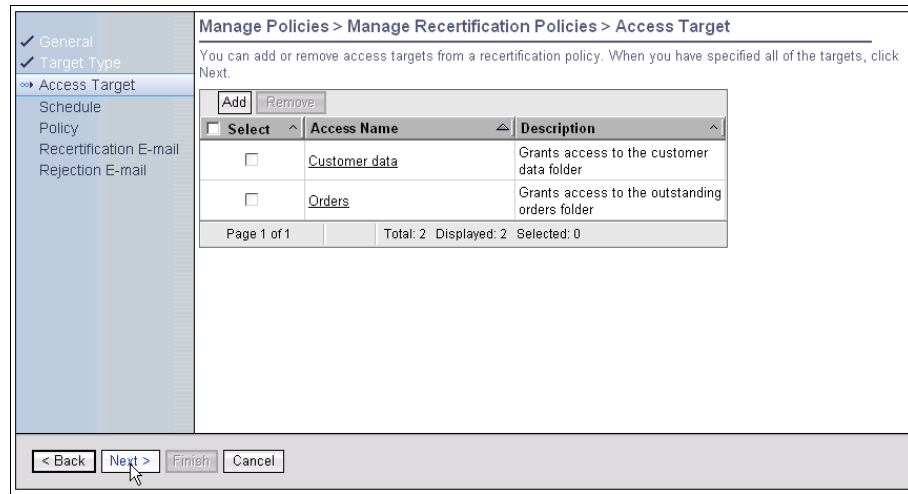 General
Target Type
Access Target
Schedule
Policy
Recertification E-mail
Rejection E-mail
Manage Policies > Manage Recertification Policies > Access Target
You can add or remove access targets from a recertification policy. When you have specified all of the targets, click
Next.
Add Remove
Select ^ Access Name Description ^
Customer data Grants access to the customer
data folder
Orders Grants access to the outstanding
orders folder
Page 1 of 1 Total: 2 Displayed: 2 Selected: 0
< Back Next > Finish Cancel